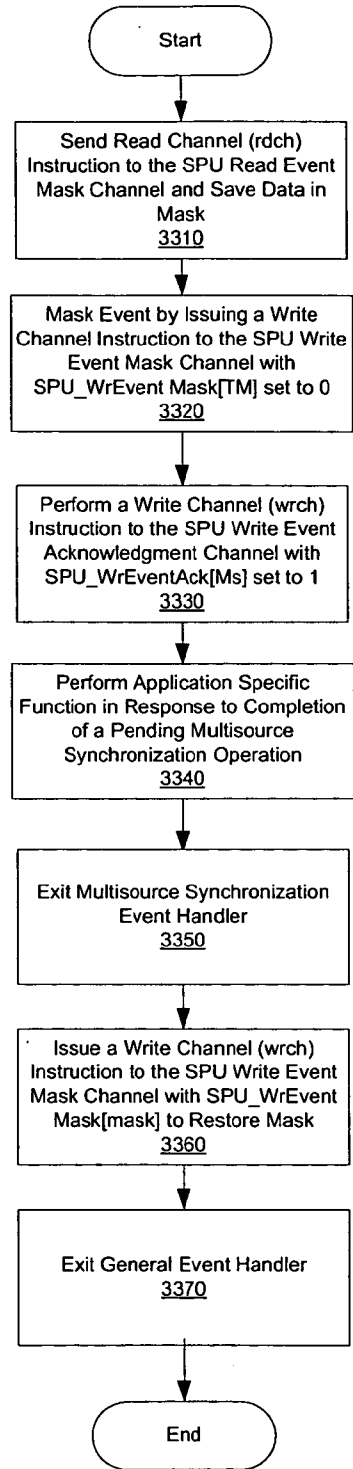 Start
Send Read Channel (rdch)
Instruction to the SPU Read Event
Mask Channel and Save Data in
Mask
3310
Mask Event by Issuing a Write
Channel Instruction to the SPU Write
Event Mask Channel with
SPU_WrEvent Mask[TM] set to 0
3320
Perform a Write Channel (wrch)
Instruction to the SPU Write Event
Acknowledgment Channel with
SPU_WrEventAck[Ms] set to 1
3330
Perform Application Specific
Function in Response to Completion
of a Pending Multisource
Synchronization Operation
3340
Exit Multisource Synchronization
Event Handler
3350
Issue a Write Channel (wrch)
Instruction to the SPU Write Event
Mask Channel with SPU_WrEvent
Mask[mask] to Restore Mask
3360
Exit General Event Handler
3370
End